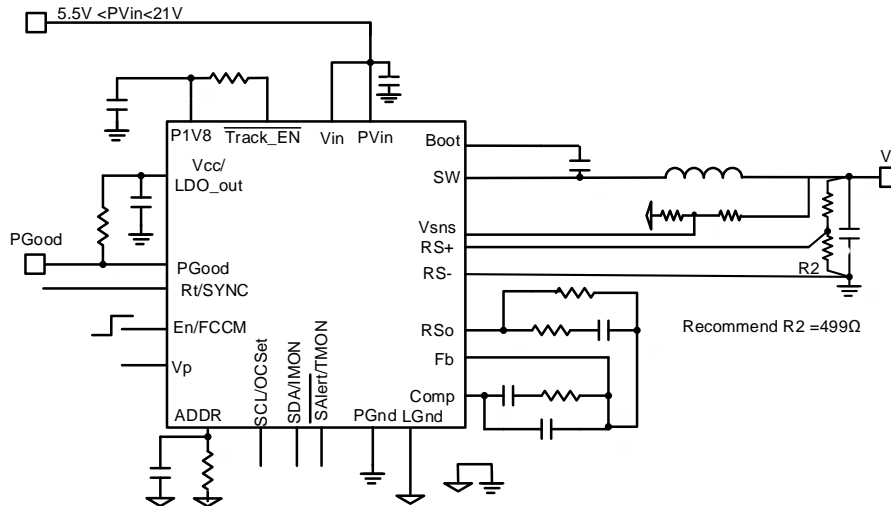 5.5V <PVin<21V
P1V8
Track_EN
Vin
PVin
Boot
Vcc/
LDO_out
SW
V
Vsns
PGood
RS+
PGood
RS-
R2
Rt/SYNC
En/FCCM
RSo
Recommend R2 =499Ω
Fb
Vp
Comp
ADDR
SCL/OCSet
SDA/IMON
SAlert/TMON
PGnd
LGnd